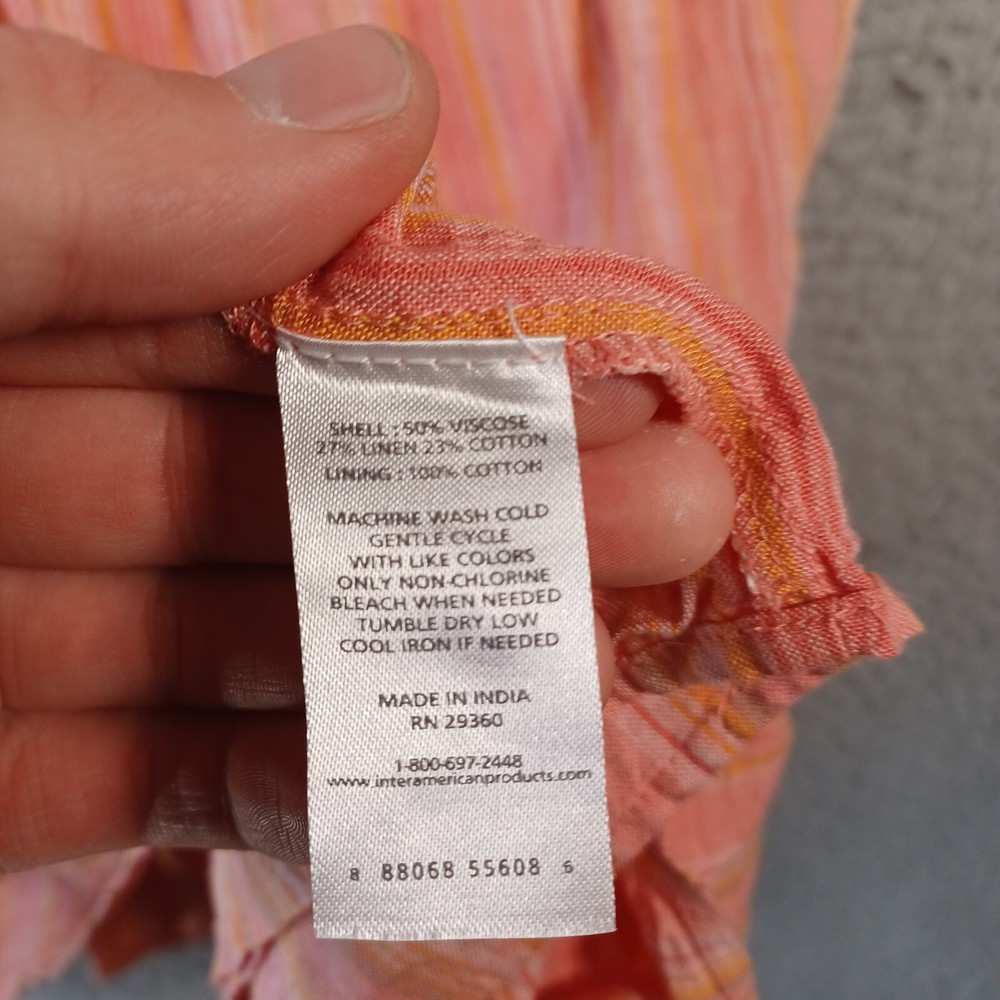 SHELL : 50% VISCOSE
27% LINEN 23% COTTON
LINING : 100% COTTON
MACHINE WASH COLD
GENTLE CYCLE
WITH LIKE COLORS
ONLY NON-CHLORINE
BLEACH WHEN NEEDED
TUMBLE DRY LOW
COOL IRON IF NEEDED
MADE IN INDIA
RN 29360
1-800-697-2448
www.interamericanproducts.com
8 88068 55608 6